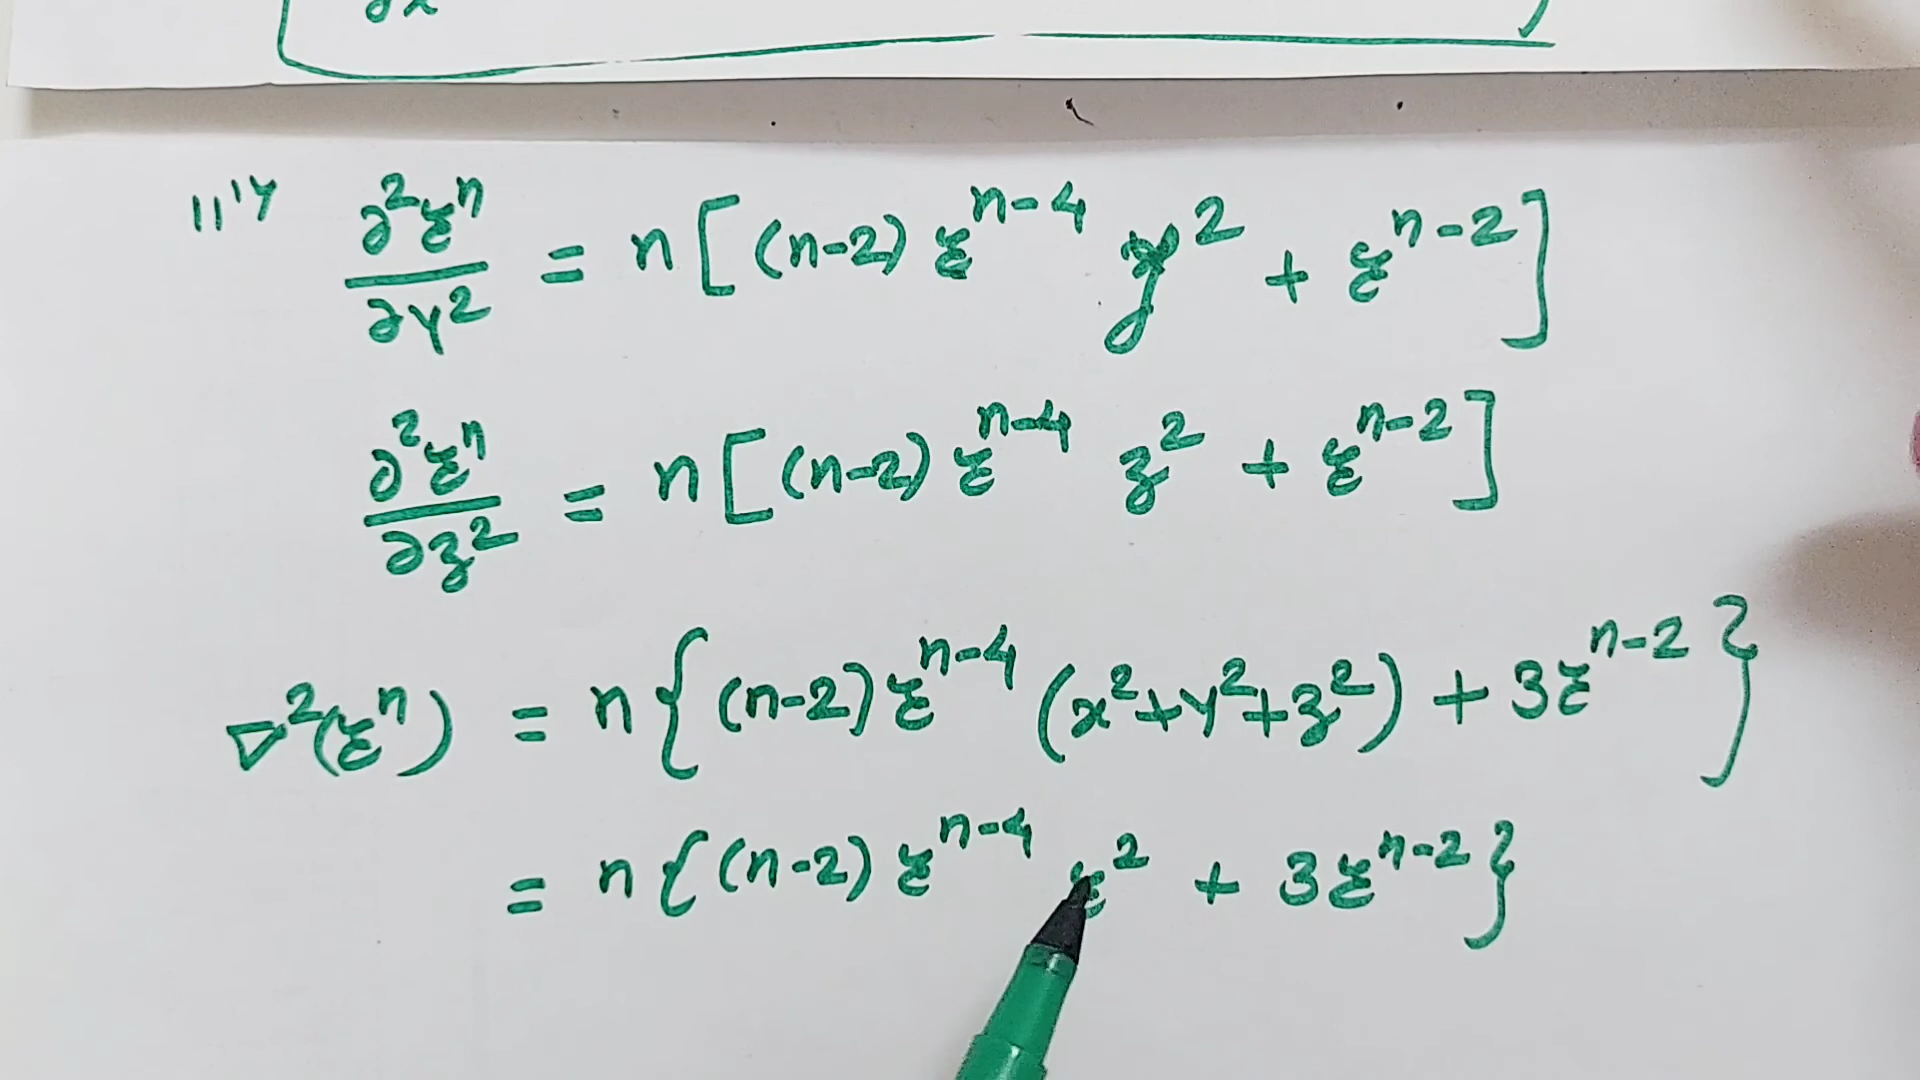 ∂x
111y ∂²r^n/∂y² = n[(n-2) r^{n-4} y² + r^{n-2}]
∂²r^n/∂z² = n[(n-2) r^{n-4} z² + r^{n-2}]
∇²(r^n) = n{(n-2) r^{n-4} (x²+y²+z²) + 3r^{n-2}}
= n{(n-2) r^{n-4} r² + 3r^{n-2}}